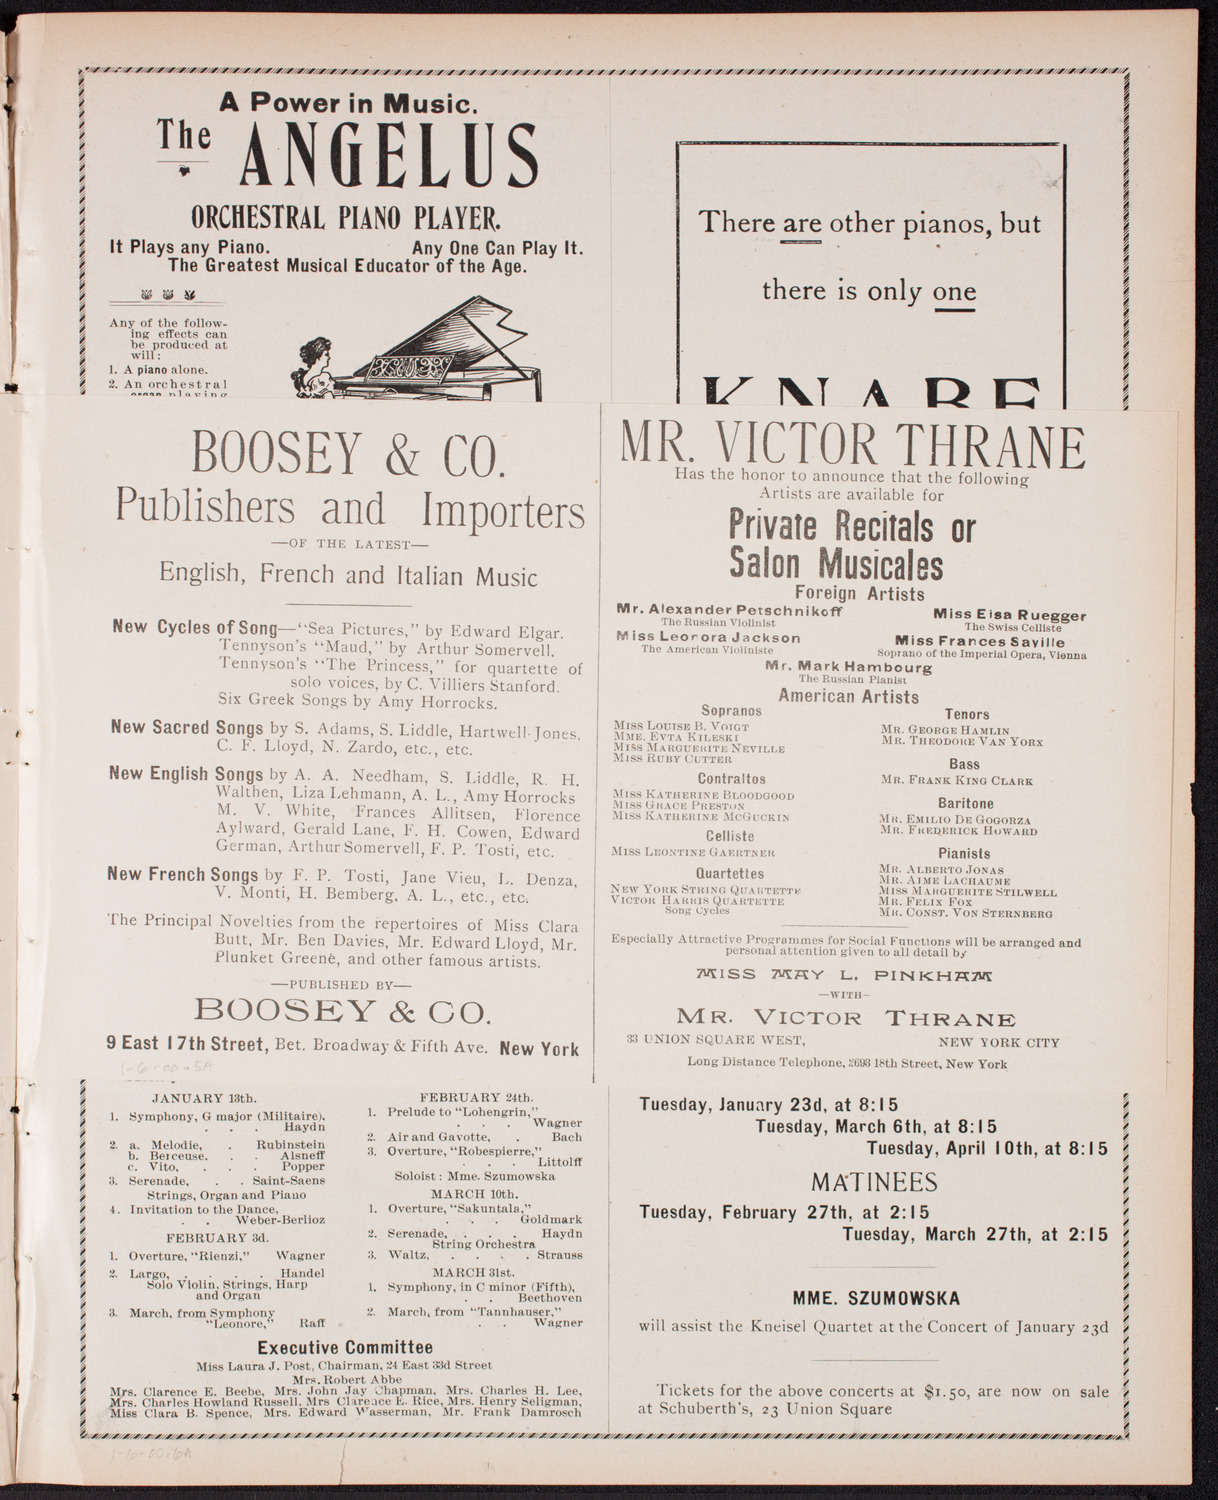 A Power in Music.
The ANGELUS
ORCHESTRAL PIANO PLAYER.
It Plays any Piano. Any One Can Play It.
The Greatest Musical Educator of the Age.
Any of the follow-
ing effects can
be produced at
will:
1. A piano alone.
2. An orchestral
organ playing
There are other pianos, but
there is only one
KNABE
BOOSEY & CO.
Publishers and Importers
—OF THE LATEST—
English, French and Italian Music
New Cycles of Song—"Sea Pictures," by Edward Elgar.
Tennyson's "Maud," by Arthur Somervell.
Tennyson's "The Princess," for quartette of
solo voices, by C. Villiers Stanford.
Six Greek Songs by Amy Horrocks.
New Sacred Songs by S. Adams, S. Liddle, Hartwell-Jones,
C. F. Lloyd, N. Zardo, etc., etc.
New English Songs by A. A. Needham, S. Liddle, R. H.
Walthen, Liza Lehmann, A. L., Amy Horrocks
M. V. White, Frances Allitsen, Florence
Aylward, Gerald Lane, F. H. Cowen, Edward
German, Arthur Somervell, F. P. Tosti, etc.
New French Songs by F. P. Tosti, Jane Vieu, L. Denza,
V. Monti, H. Bemberg, A. L., etc., etc.
The Principal Novelties from the repertoires of Miss Clara
Butt, Mr. Ben Davies, Mr. Edward Lloyd, Mr.
Plunket Greene, and other famous artists.
—PUBLISHED BY—
BOOSEY & CO.
9 East 17th Street, Bet. Broadway & Fifth Ave. New York
1-6-00-5A
MR. VICTOR THRANE
Has the honor to announce that the following
Artists are available for
Private Recitals or
Salon Musicales
Foreign Artists
Mr. Alexander Petschnikoff
The Russian Violinist
Miss Elsa Ruegger
The Swiss Celliste
Miss Leonora Jackson
The American Violiniste
Miss Frances Saville
Soprano of the Imperial Opera, Vienna
Mr. Mark Hambourg
The Russian Pianist
American Artists
Sopranos
MISS LOUISE B. VOIGT
MME. EVTA KILESKI
MISS MARGUERITE NEVILLE
MISS RUBY CUTTER
Contraltos
MISS KATHERINE BLOODGOOD
MISS GRACE PRESTON
MISS KATHERINE MCGUCKIN
Celliste
MISS LEONTINE GAERTNER
Quartettes
NEW YORK STRING QUARTETTE
VICTOR HARRIS QUARTETTE
Song Cycles
Tenors
MR. GEORGE HAMLIN
MR. THEODORE VAN YORX
Bass
MR. FRANK KING CLARK
Baritone
MR. EMILIO DE GOGORZA
MR. FREDERICK HOWARD
Pianists
MR. ALBERTO JONAS
MR. AIME LACHAUME
MISS MARGUERITE STILWELL
MR. FELIX FOX
MR. CONST. VON STERNBERG
Especially Attractive Programmes for Social Functions will be arranged and
personal attention given to all detail by
MISS MAY L. PINKHAM
—WITH—
MR. VICTOR THRANE
33 UNION SQUARE WEST, NEW YORK CITY
Long Distance Telephone, 2693 18th Street, New York
JANUARY 13th.
1. Symphony, G major (Militaire),
. . . Haydn
2. a. Melodie, . Rubinstein
b. Berceuse. . . Alsneff
c. Vito, . . . Popper
3. Serenade, . . Saint-Saens
Strings, Organ and Piano
4. Invitation to the Dance,
. . Weber-Berlioz
FEBRUARY 3d.
1. Overture, "Rienzi," Wagner
2. Largo, . . . . Handel
Solo Violin, Strings, Harp
and Organ
3. March, from Symphony
"Leonore," Raff
FEBRUARY 24th.
1. Prelude to "Lohengrin,"
. . . Wagner
2. Air and Gavotte, . Bach
3. Overture, "Robespierre,"
. . . Littolff
Soloist: Mme. Szumowska
MARCH 10th.
1. Overture, "Sakuntala,"
. . . Goldmark
2. Serenade, . . . Haydn
String Orchestra
3. Waltz, . . . . Strauss
MARCH 31st.
1. Symphony, in C minor (Fifth),
. . Beethoven
2. March, from "Tannhauser,"
. . Wagner
Executive Committee
Miss Laura J. Post, Chairman, 24 East 33d Street
Mrs. Robert Abbe
Mrs. Clarence E. Beebe, Mrs. John Jay Chapman, Mrs. Charles H. Lee,
Mrs. Charles Howland Russell, Mrs Clarence E. Rice, Mrs. Henry Seligman,
Miss Clara B. Spence, Mrs. Edward Wasserman, Mr. Frank Damrosch
Tuesday, January 23d, at 8:15
Tuesday, March 6th, at 8:15
Tuesday, April 10th, at 8:15
MATINEES
Tuesday, February 27th, at 2:15
Tuesday, March 27th, at 2:15
MME. SZUMOWSKA
will assist the Kneisel Quartet at the Concert of January 23d
Tickets for the above concerts at $1.50, are now on sale
at Schuberth's, 23 Union Square
1-6-00-6A